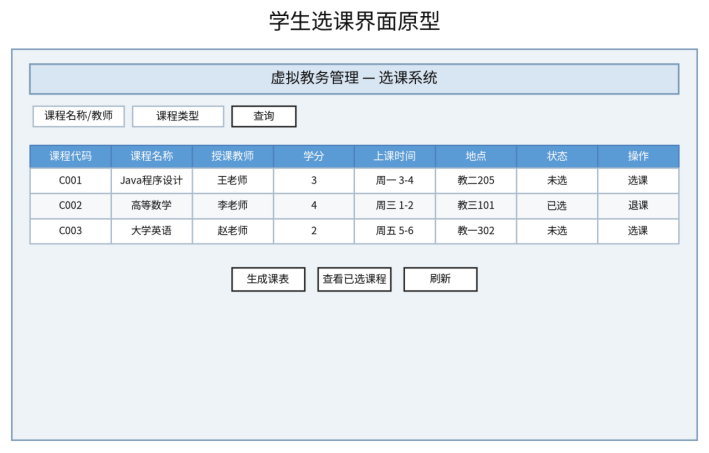 学生选课界面原型
虚拟教务管理 — 选课系统
课程名称/教师 课程类型 查询
课程代码 课程名称 授课教师 学分 上课时间 地点 状态 操作
C001 Java程序设计 王老师 3 周一 3-4 教二205 未选 选课
C002 高等数学 李老师 4 周三 1-2 教三101 已选 退课
C003 大学英语 赵老师 2 周五 5-6 教一302 未选 选课
生成课表 查看已选课程 刷新